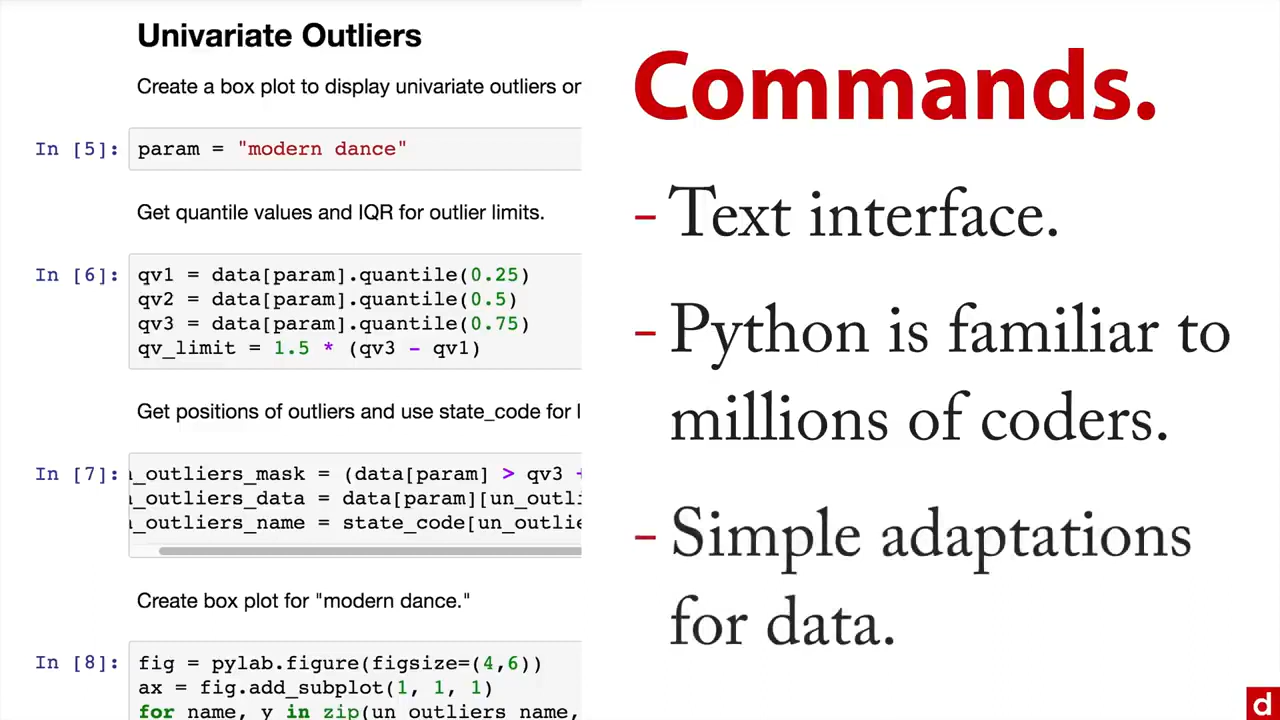 Univariate Outliers
Create a box plot to display univariate outliers on
In [5]: param = "modern dance"
Get quantile values and IQR for outlier limits.
In [6]: qv1 = data[param].quantile(0.25)
qv2 = data[param].quantile(0.5)
qv3 = data[param].quantile(0.75)
qv_limit = 1.5 * (qv3 - qv1)
Get positions of outliers and use state_code for l
In [7]: n_outliers_mask = (data[param] > qv3 +
n_outliers_data = data[param][un_outli
n_outliers_name = state_code[un_outlie
Create box plot for "modern dance."
In [8]: fig = pylab.figure(figsize=(4,6))
ax = fig.add_subplot(1, 1, 1)
for name, y in zip(un_outliers_name,
Commands.
- Text interface.
- Python is familiar to
millions of coders.
- Simple adaptations
for data.
d